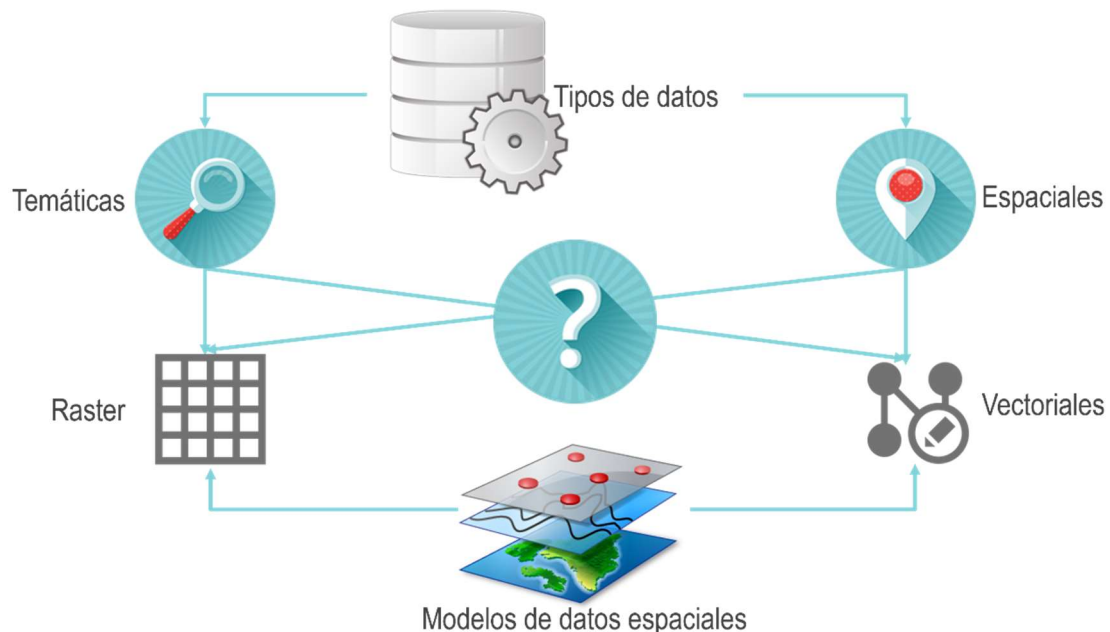 Tipos de datos
Temáticas
Espaciales
?
Raster
Vectoriales
Modelos de datos espaciales